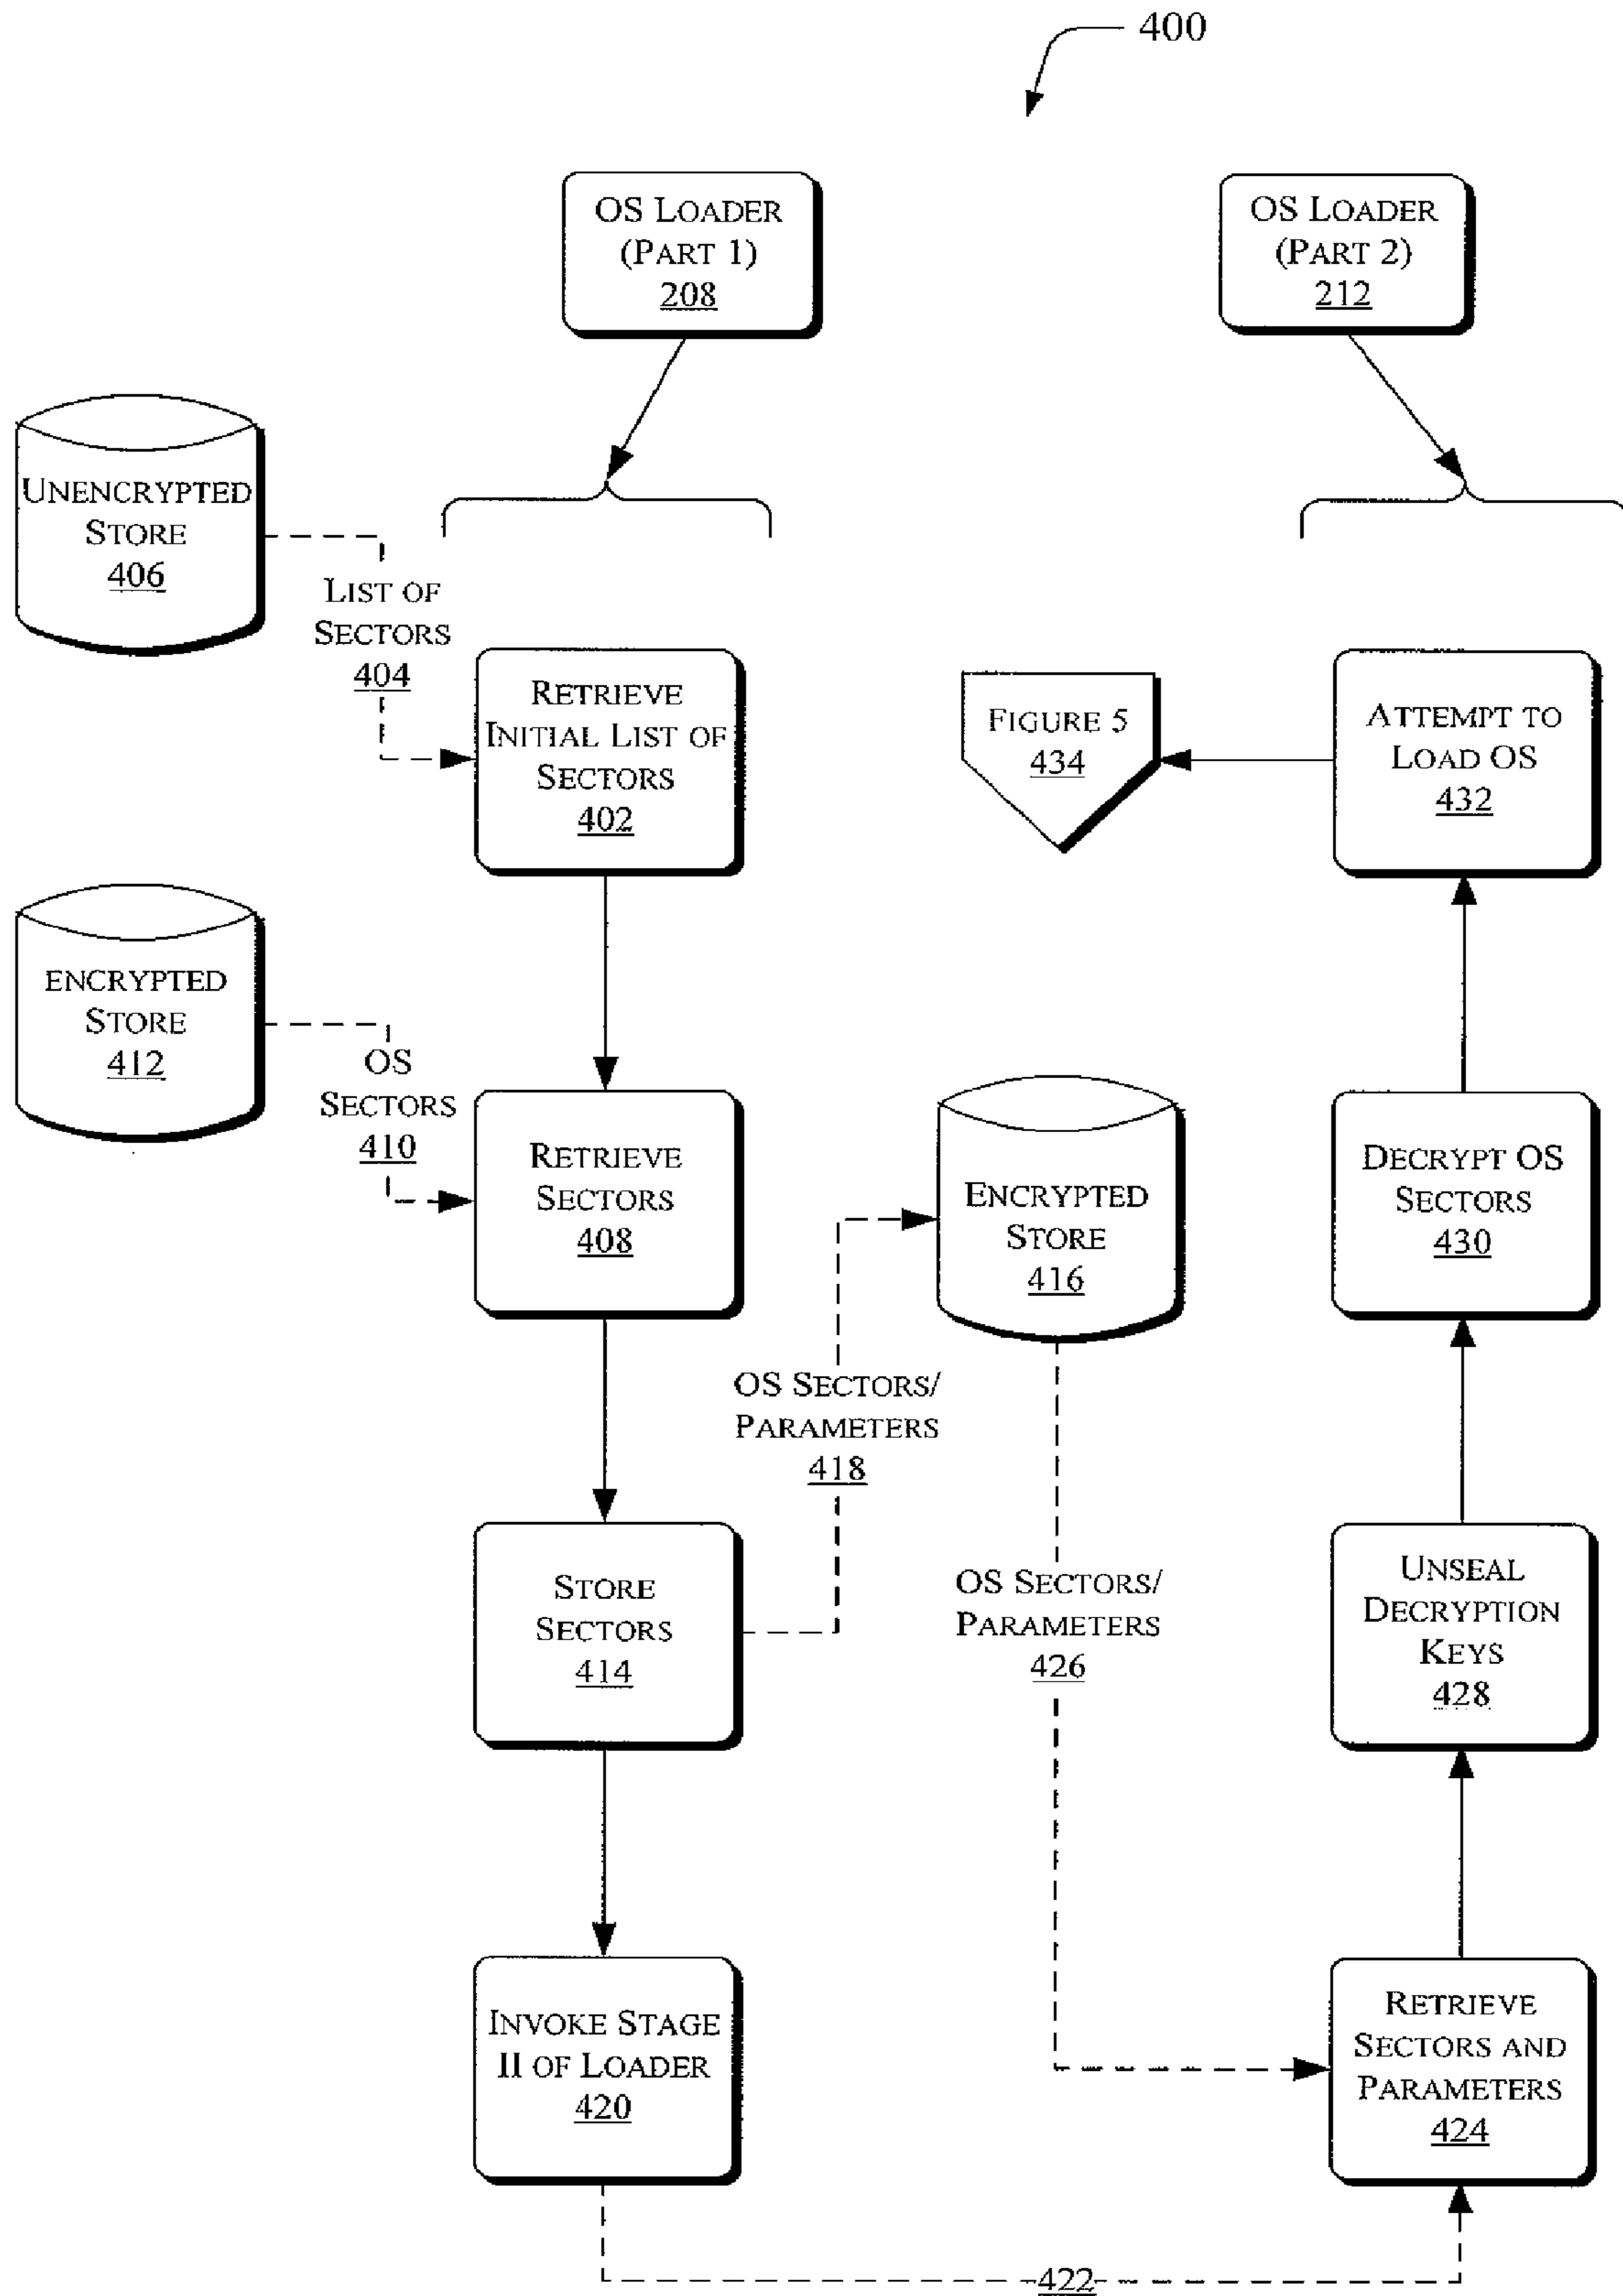 400
OS LOADER
(PART 1)
208
OS LOADER
(PART 2)
212
UNENCRYPTED
STORE
406
LIST OF
SECTORS
404
RETRIEVE
INITIAL LIST OF
SECTORS
402
FIGURE 5
434
ATTEMPT TO
LOAD OS
432
ENCRYPTED
STORE
412
OS
SECTORS
410
RETRIEVE
SECTORS
408
ENCRYPTED
STORE
416
DECRYPT OS
SECTORS
430
OS SECTORS/
PARAMETERS
418
STORE
SECTORS
414
OS SECTORS/
PARAMETERS
426
UNSEAL
DECRYPTION
KEYS
428
INVOKE STAGE
II OF LOADER
420
RETRIEVE
SECTORS AND
PARAMETERS
424
422